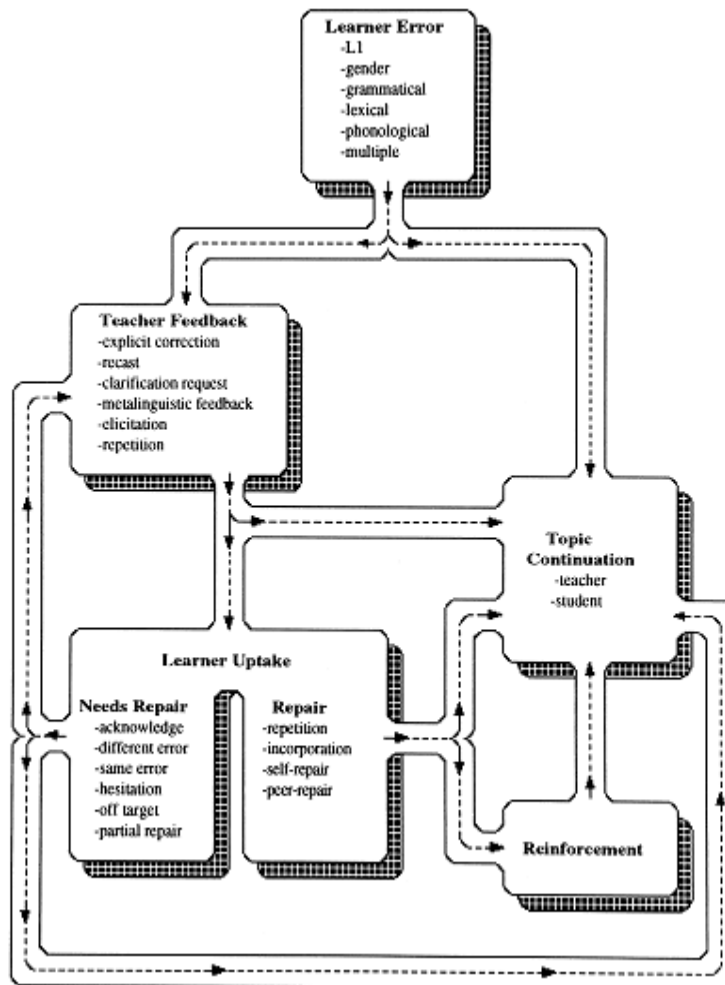 Learner Error
-L1
-gender
-grammatical
-lexical
-phonological
-multiple
Teacher Feedback
-explicit correction
-recast
-clarification request
-metalinguistic feedback
-elicitation
-repetition
Topic
Continuation
-teacher
-student
Learner Uptake
Needs Repair
-acknowledge
-different error
-same error
-hesitation
-off target
-partial repair
Repair
-repetition
-incorporation
-self-repair
-peer-repair
Reinforcement